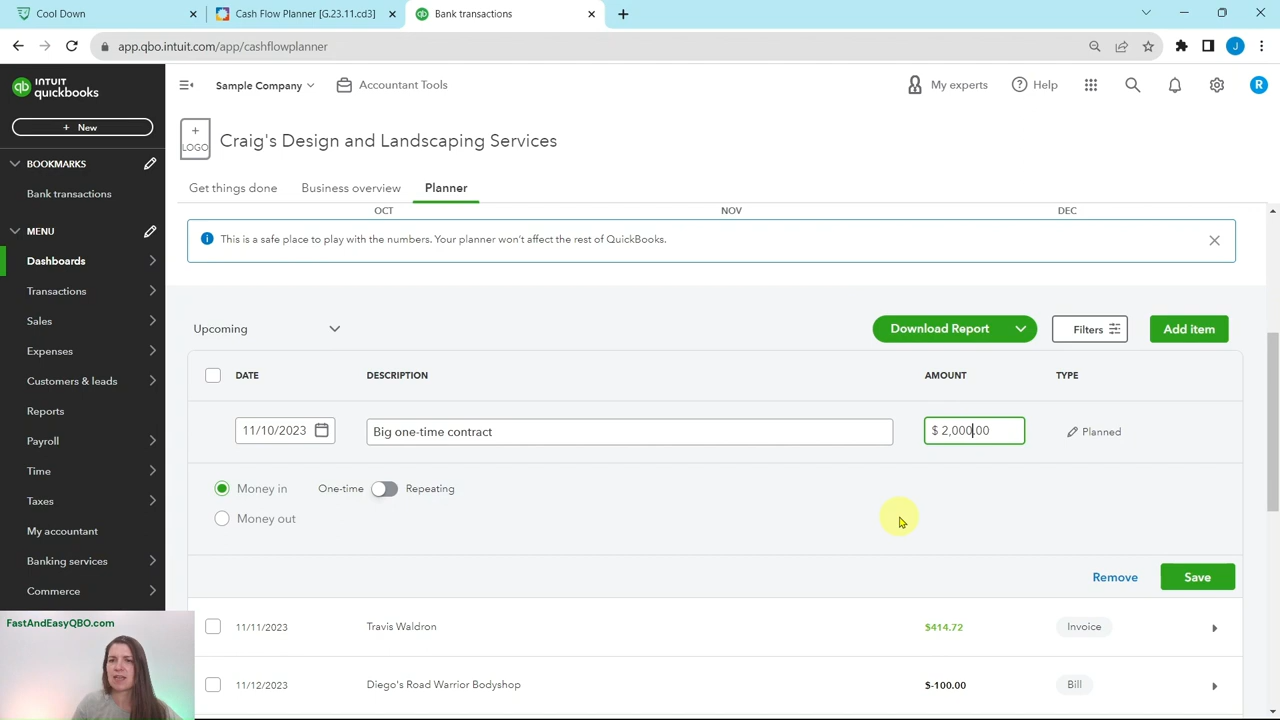 Cool Down
Cash Flow Planner [G.23.11.cd3]
Bank transactions
app.qbo.intuit.com/app/cashflowplanner
J
INTUIT
quickbooks
Sample Company
Accountant Tools
My experts
Help
R
+ New
+
LOGO
Craig's Design and Landscaping Services
BOOKMARKS
Bank transactions
Get things done
Business overview
Planner
MENU
Dashboards
Transactions
Sales
Expenses
Customers & leads
Reports
Payroll
Time
Taxes
My accountant
Banking services
Commerce
OCT
NOV
DEC
This is a safe place to play with the numbers. Your planner won't affect the rest of QuickBooks.
Upcoming
Download Report
Filters
Add item
DATE
DESCRIPTION
AMOUNT
TYPE
11/10/2023
Big one-time contract
$ 2,000.00
Planned
Money in
One-time
Repeating
Money out
Remove
Save
11/11/2023
Travis Waldron
$414.72
Invoice
11/12/2023
Diego's Road Warrior Bodyshop
$-100.00
Bill
FastAndEasyQBO.com